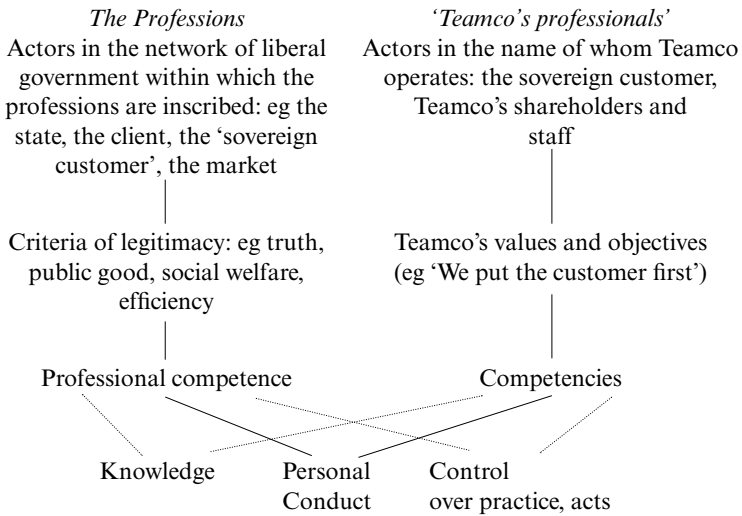 The Professions
Actors in the network of liberal
government within which the
professions are inscribed: eg the
state, the client, the ‘sovereign
customer’, the market
Criteria of legitimacy: eg truth,
public good, social welfare,
efficiency
Professional competence
‘Teamco’s professionals’
Actors in the name of whom Teamco
operates: the sovereign customer,
Teamco’s shareholders and
staff
Teamco’s values and objectives
(eg ‘We put the customer first’)
Competencies
Knowledge
Personal
Conduct
Control
over practice, acts